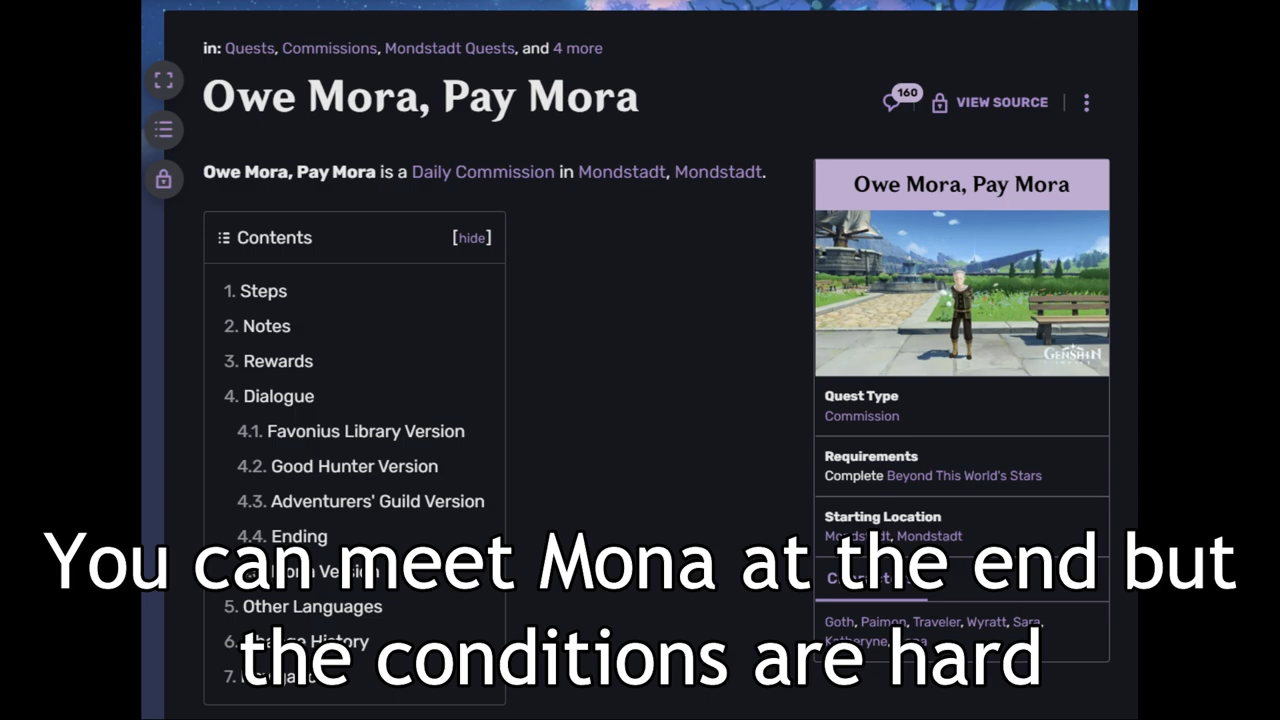 in: Quests, Commissions, Mondstadt Quests, and 4 more
Owe Mora, Pay Mora
160
VIEW SOURCE
Owe Mora, Pay Mora is a Daily Commission in Mondstadt, Mondstadt.
Contents [hide]
1. Steps
2. Notes
3. Rewards
4. Dialogue
4.1. Favonius Library Version
4.2. Good Hunter Version
4.3. Adventurers' Guild Version
4.4. Ending
5. Other Languages
6.
7.
Owe Mora, Pay Mora
GENSHIN
Quest Type
Commission
Requirements
Complete Beyond This World's Stars
Starting Location
Mondstadt, Mondstadt
Goth, Paimon, Traveler, Wyratt, Sara,
You can meet Mona at the end but
the conditions are hard